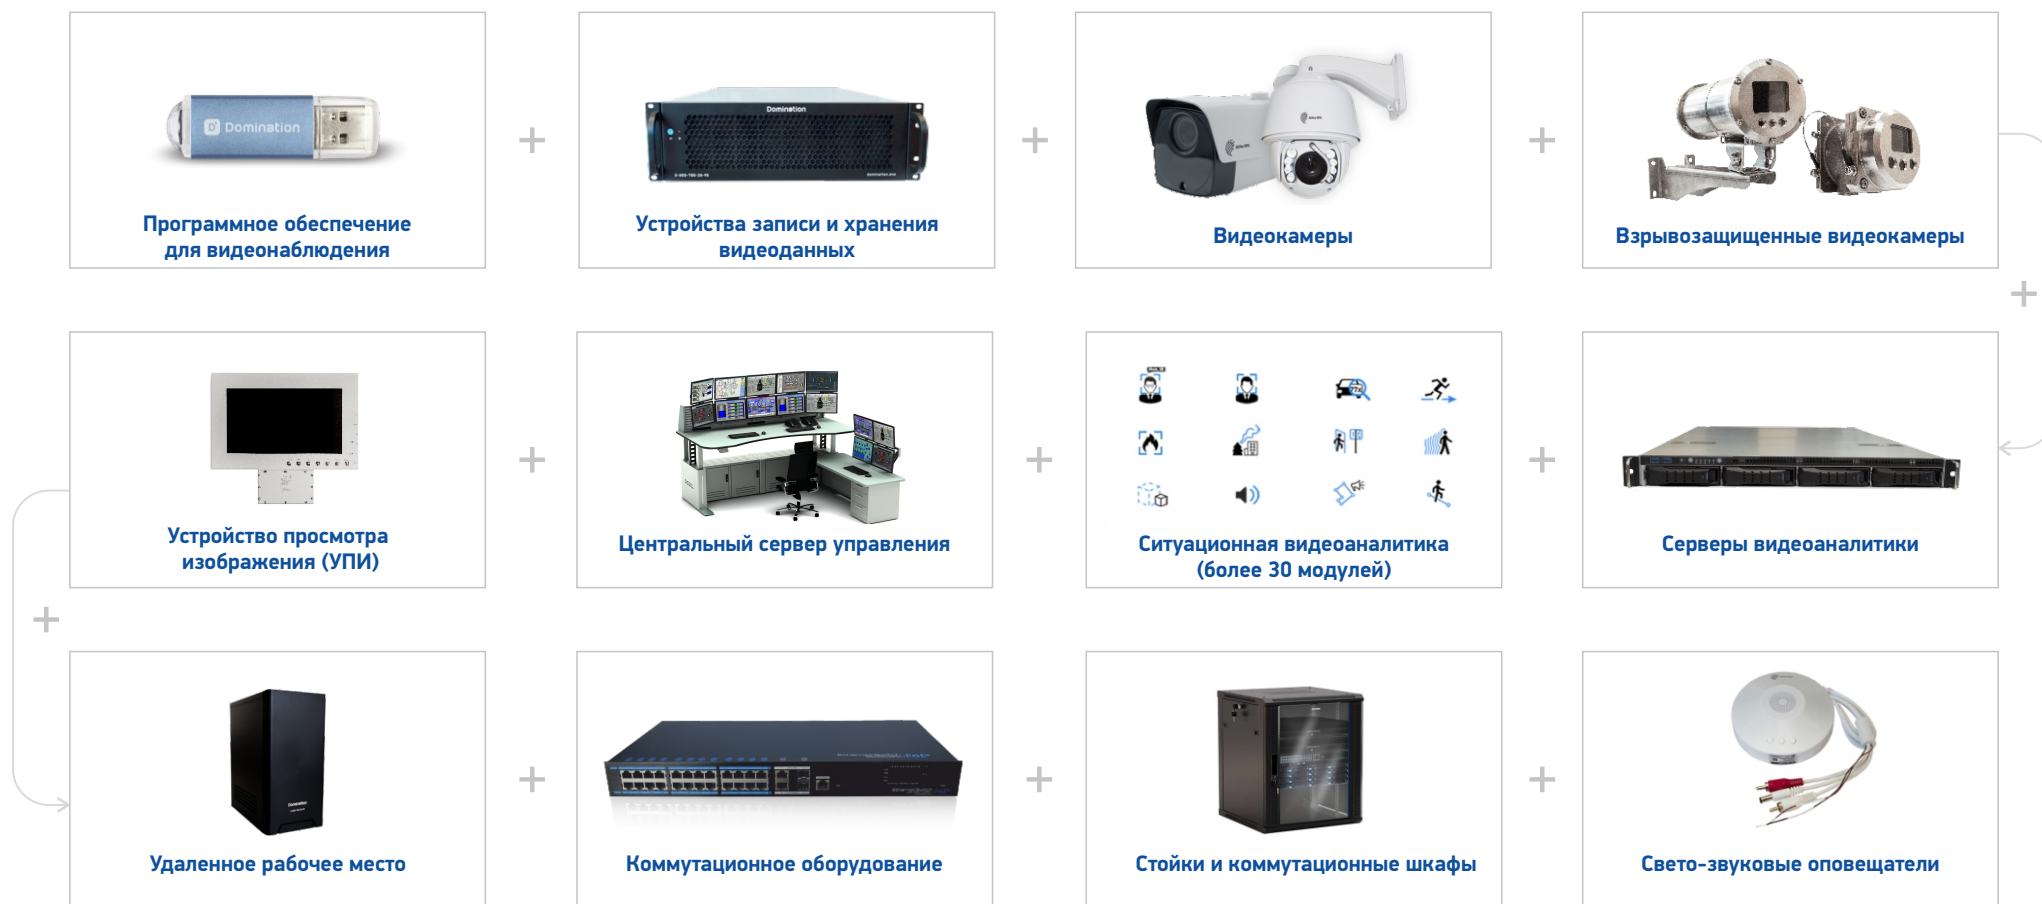 Domination
Domination
Программное обеспечение
для видеонаблюдения
Устройства записи и хранения
видеоданных
Видеокамеры
Взрывозащищенные видеокамеры
Устройство просмотра
изображения (УПИ)
Центральный сервер управления
Ситуационная видеоаналитика
(более 30 модулей)
Серверы видеоаналитики
Domination
Удаленное рабочее место
Коммутационное оборудование
Стойки и коммутационные шкафы
Свето-звуковые оповещатели